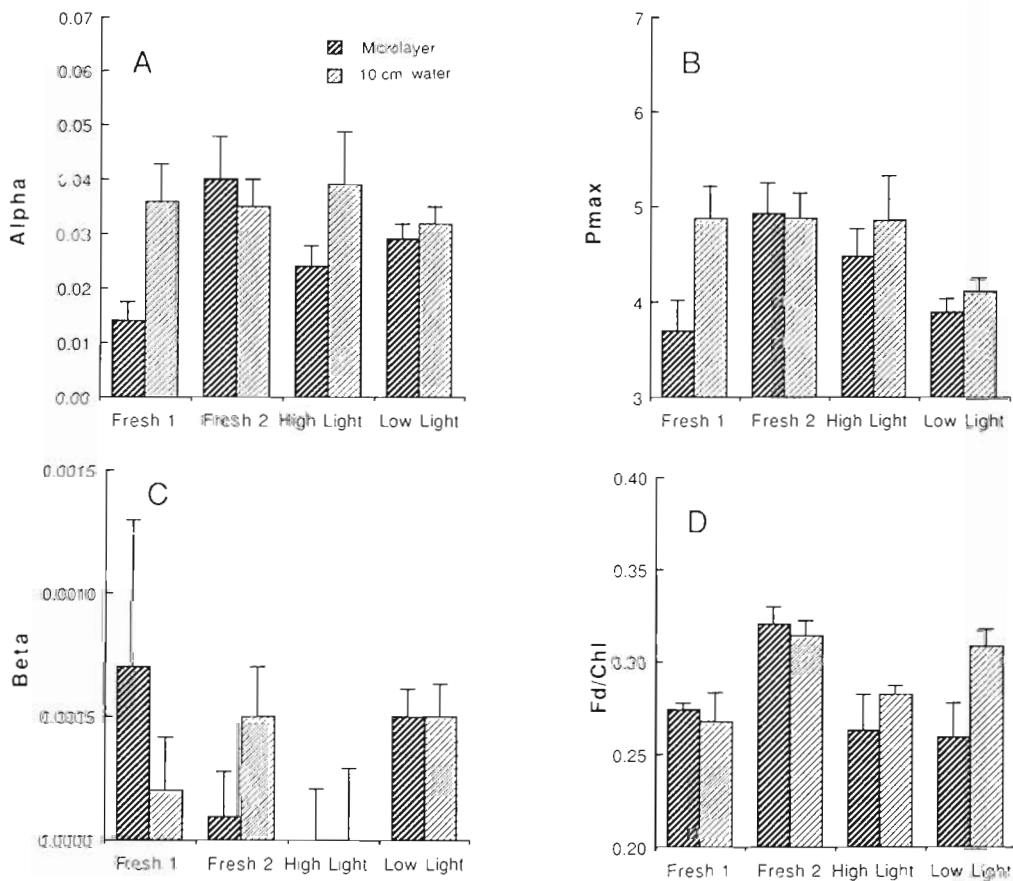 A
Alpha
0.07
0.06
0.05
0.04
0.03
0.02
0.01
0.00
Microlayer
10 cm water
Fresh 1 Fresh 2 High Light Low Light
B
Pmax
7
6
5
4
3
Fresh 1 Fresh 2 High Light Low Light
C
Beta
0.0015
0.0010
0.0015
0.0000
Fresh 1 Fresh 2 High Light Low Light
D
Fd/Chl
0.40
0.35
0.30
0.25
0.20
Fresh 1 Fresh 2 High Light Low Light